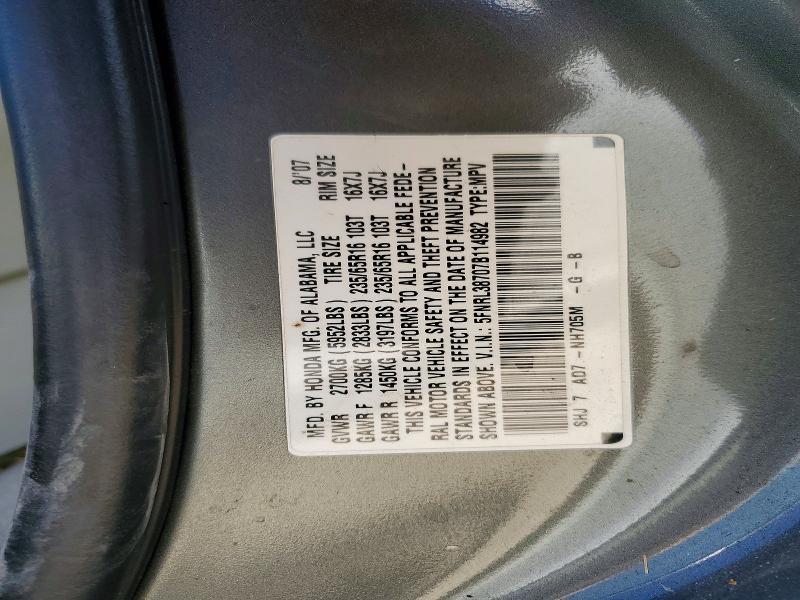 MFD. BY HONDA MFG. OF ALABAMA, LLC 8/'07
GVWR 2700KG ( 5952LBS ) TIRE SIZE RIM SIZE
GAWR F 1285KG ( 2833LBS) 235/65R16 103T 16X7J
GAWR R 1450KG ( 3197LBS) 235/65R16 103T 16X7J
THIS VEHICLE CONFORMS TO ALL APPLICABLE FEDE-
RAL MOTOR VEHICLE SAFETY AND THEFT PREVENTION
STANDARDS IN EFFECT ON THE DATE OF MANUFACTURE
SHOWN ABOVE. V.I.N.: 5FNRL38707B114982 TYPE:MPV
SHJ 7 AD7 -NH705M -G -B